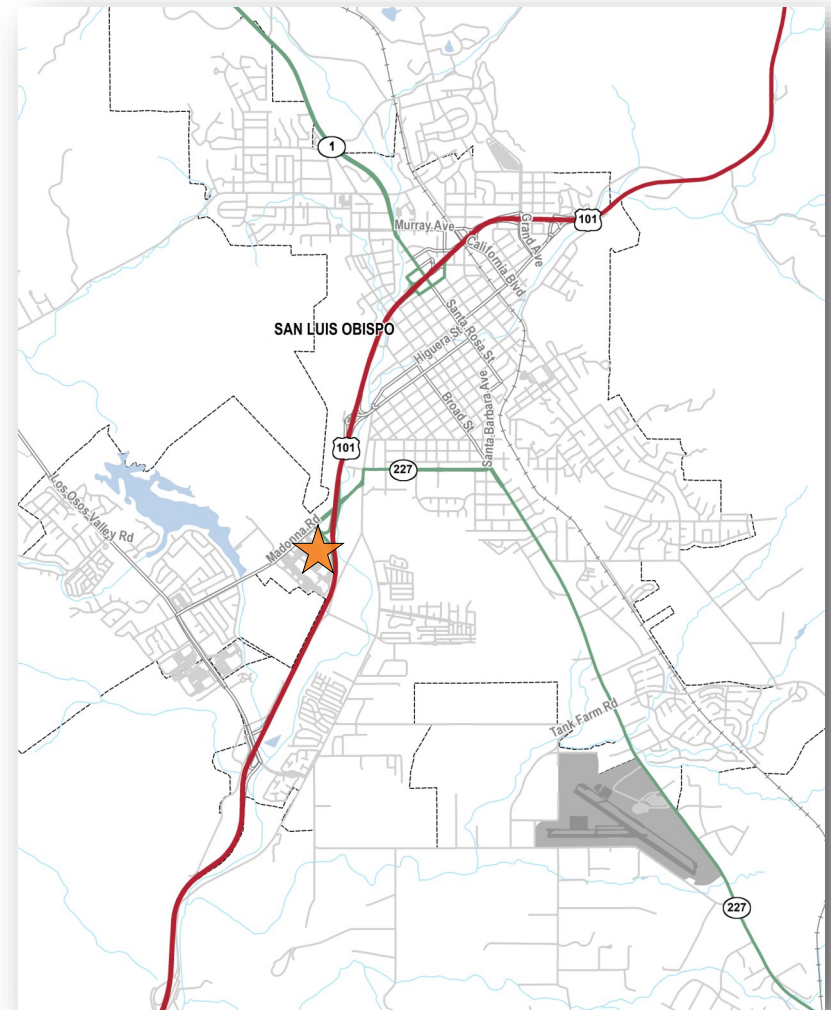 1
101
Murray Ave
Grand Ave
California Blvd
Santa Rosa St
SAN LUIS OBISPO
Higuera St
Broad St
Santa Barbara Ave
101
227
Los Osos Valley Rd
Madonna Rd
Tank Farm Rd
227